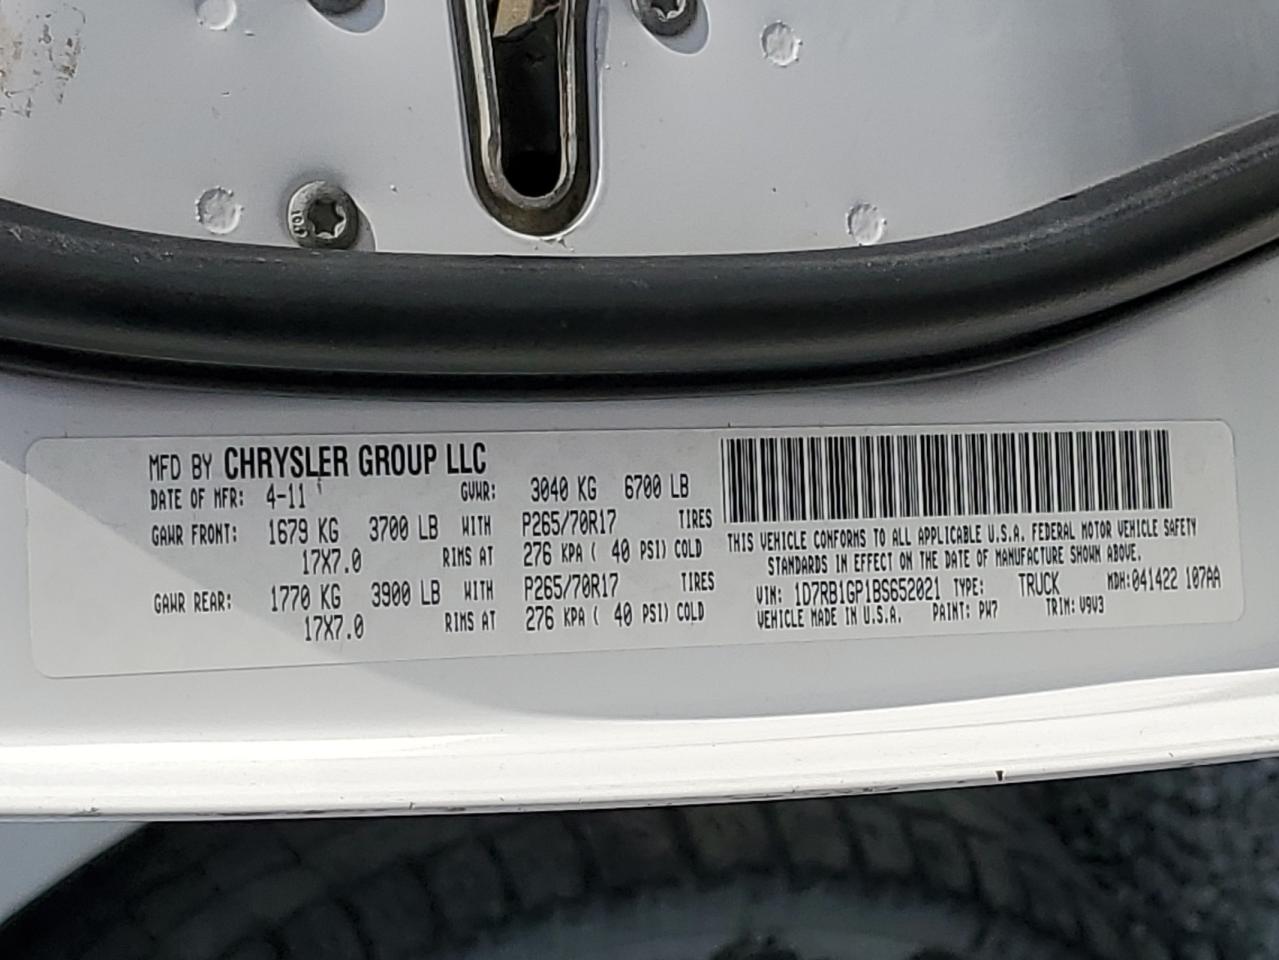 MFD BY CHRYSLER GROUP LLC
DATE OF MFR: 4-11 GVWR: 3040 KG 6700 LB
GAWR FRONT: 1679 KG 3700 LB WITH P265/70R17 TIRES
17X7.0 RIMS AT 276 KPA ( 40 PSI) COLD
GAWR REAR: 1770 KG 3900 LB WITH P265/70R17 TIRES
17X7.0 RIMS AT 276 KPA ( 40 PSI) COLD
THIS VEHICLE CONFORMS TO ALL APPLICABLE U.S.A. FEDERAL MOTOR VEHICLE SAFETY
STANDARDS IN EFFECT ON THE DATE OF MANUFACTURE SHOWN ABOVE.
VIN: 1D7RB1GP1BS652021 TYPE: TRUCK MDH:041422 107AA
VEHICLE MADE IN U.S.A. PAINT: PW7 TRIM: V9V3